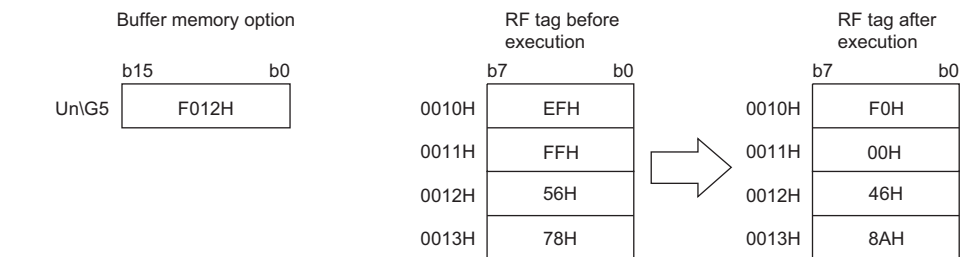 Buffer memory option RF tag before RF tag after
execution execution
b15 b0 b7 b0 b7 b0
Un\G5 F012H 0010H EFH 0010H F0H
0011H FFH 0011H 00H
0012H 56H 0012H 46H
0013H 78H 0013H 8AH